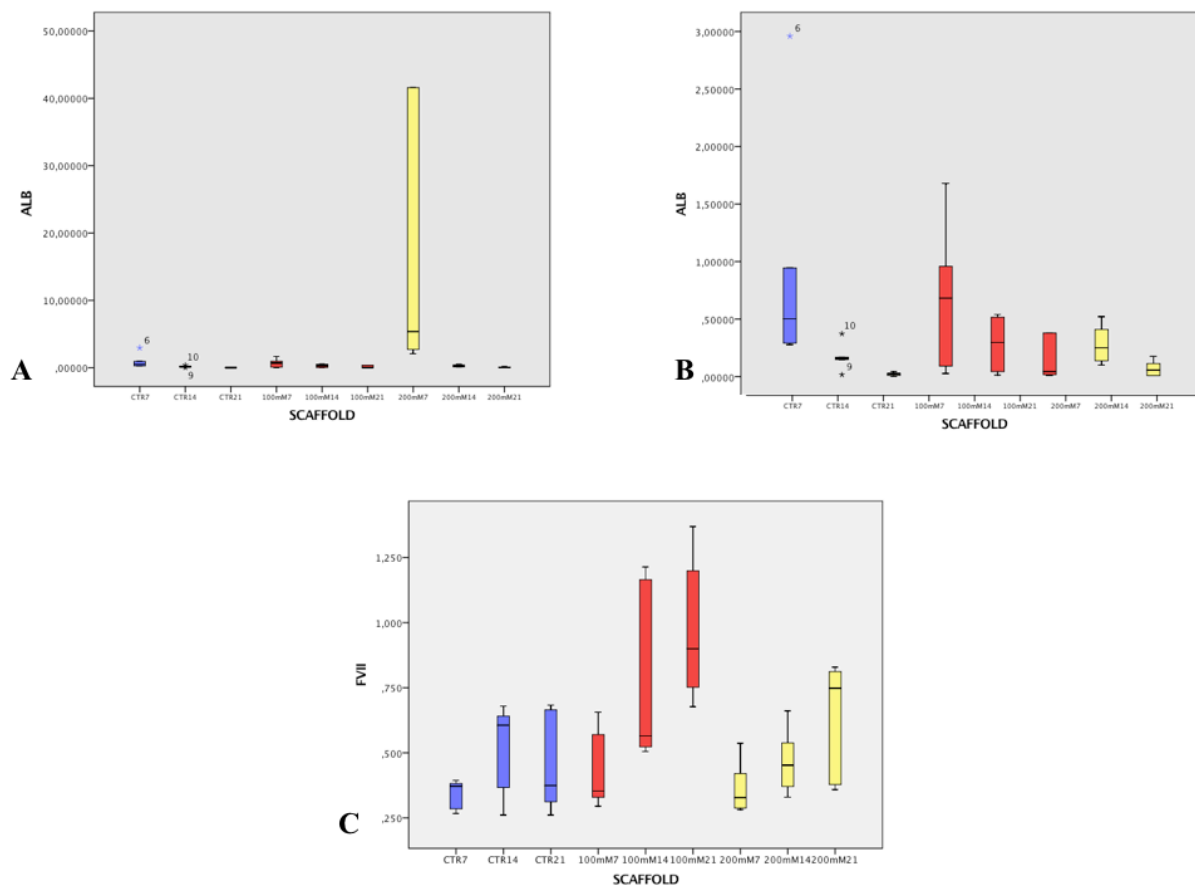 50,00000
40,00000
30,00000
20,00000
10,00000
,00000
ALB
6
10
9
CTR7 CTR14 CTR21 100mM7 100mM14 100mM21 200mM7 200mM14 200mM21
SCAFFOLD
A
3,00000
2,50000
2,00000
1,50000
1,00000
,50000
,00000
ALB
6
10
9
CTR7 CTR14 CTR21 100mM7 100mM14 100mM21 200mM7 200mM14 200mM21
SCAFFOLD
B
1,250
1,000
,750
,500
,250
FVII
CTR7 CTR14 CTR21 100mM7 100mM14 100mM21 200mM7 200mM14 200mM21
SCAFFOLD
C